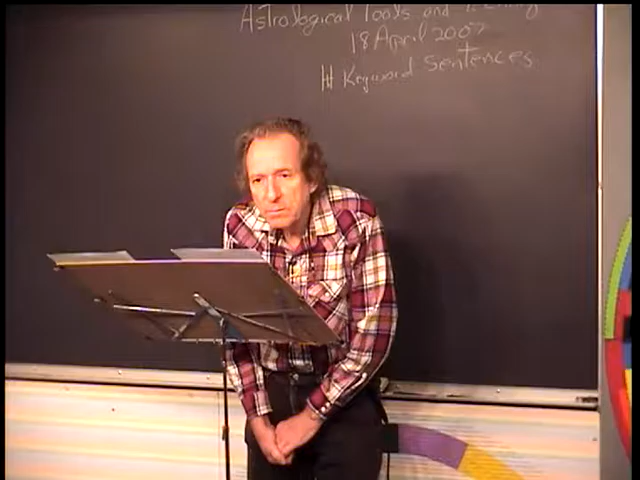 Astrological Tools and
18 April 2007
# Keyword Sentences